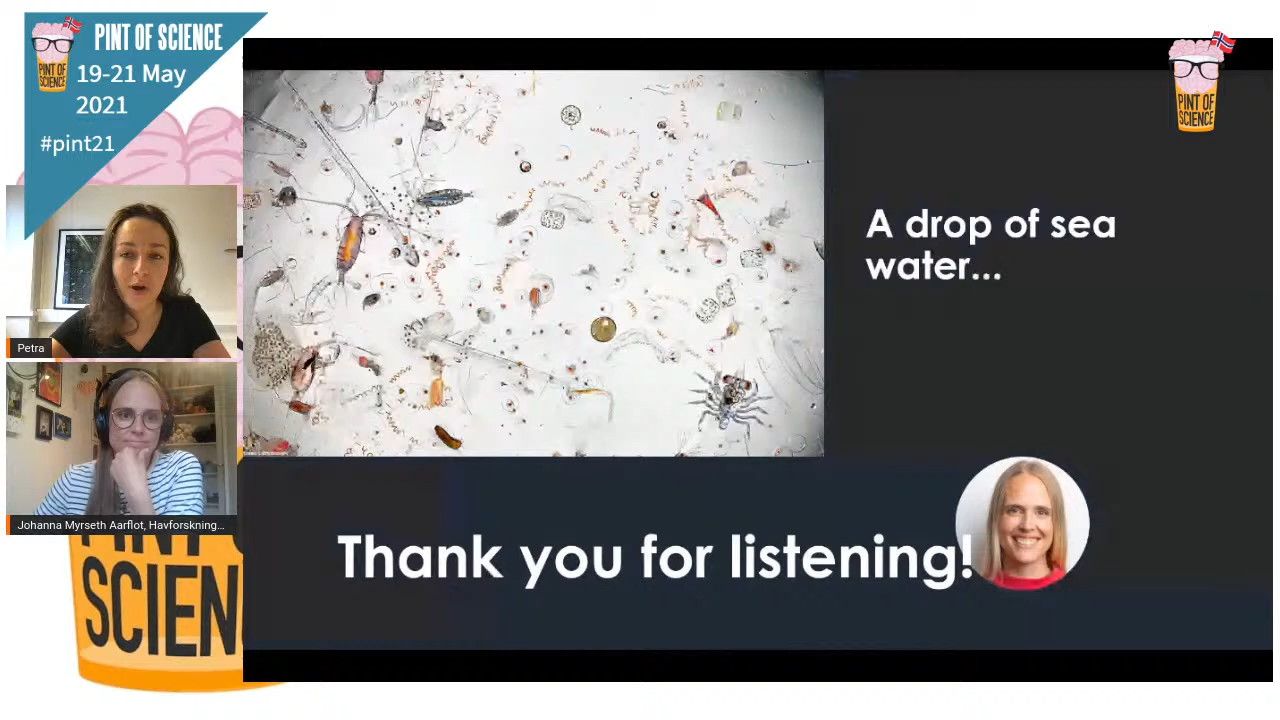 PINT OF SCIENCE
19-21 May
2021
#pint21
PINT OF
SCIENCE
PINT OF
SCIENCE
A drop of sea
water...
Petra
Johanna Myrseth Aarflot, Havforskning...
Thank you for listening!
SCIEN